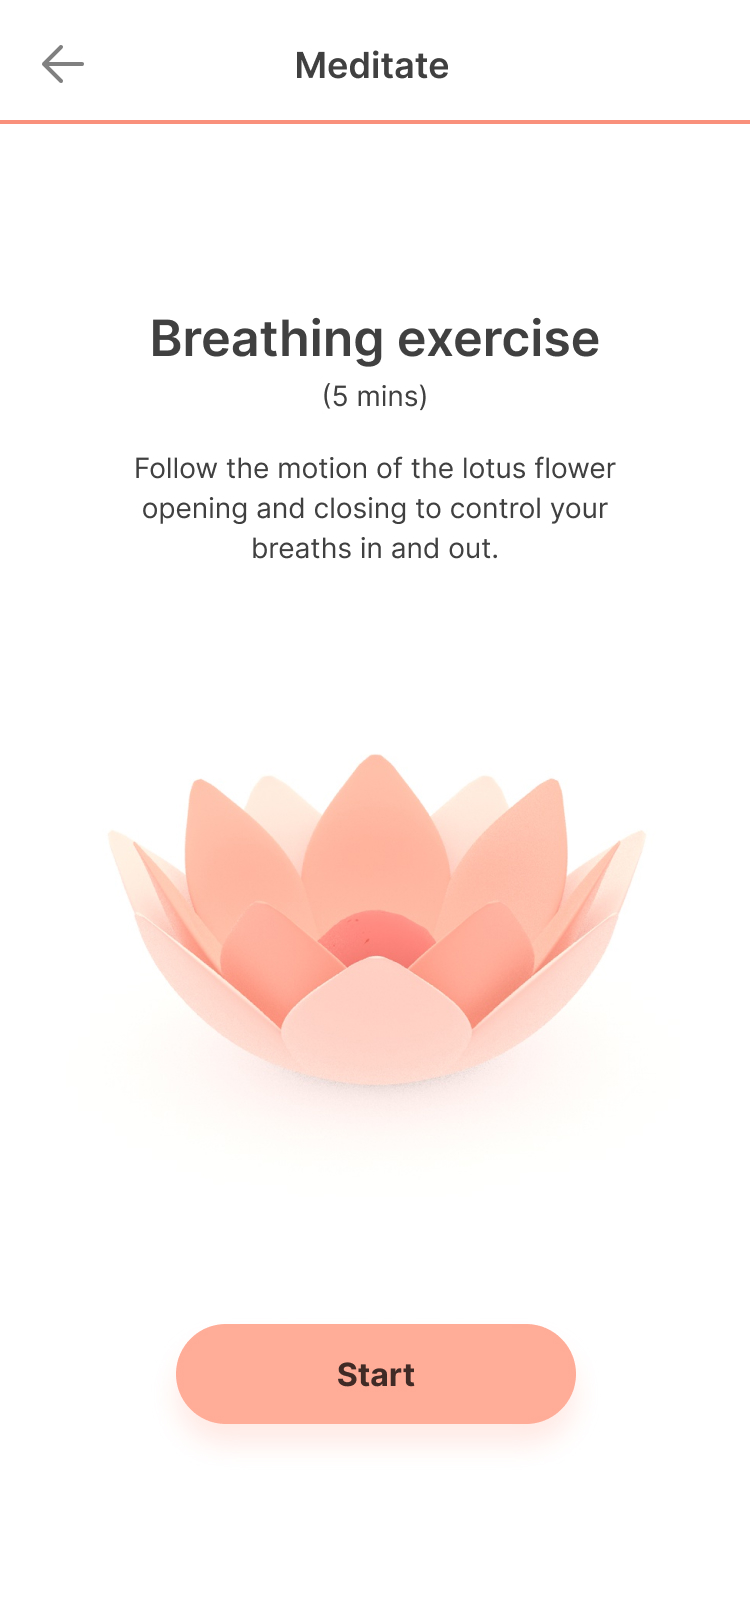 Meditate
Breathing exercise
(5 mins)
Follow the motion of the lotus flower
opening and closing to control your
breaths in and out.
Start